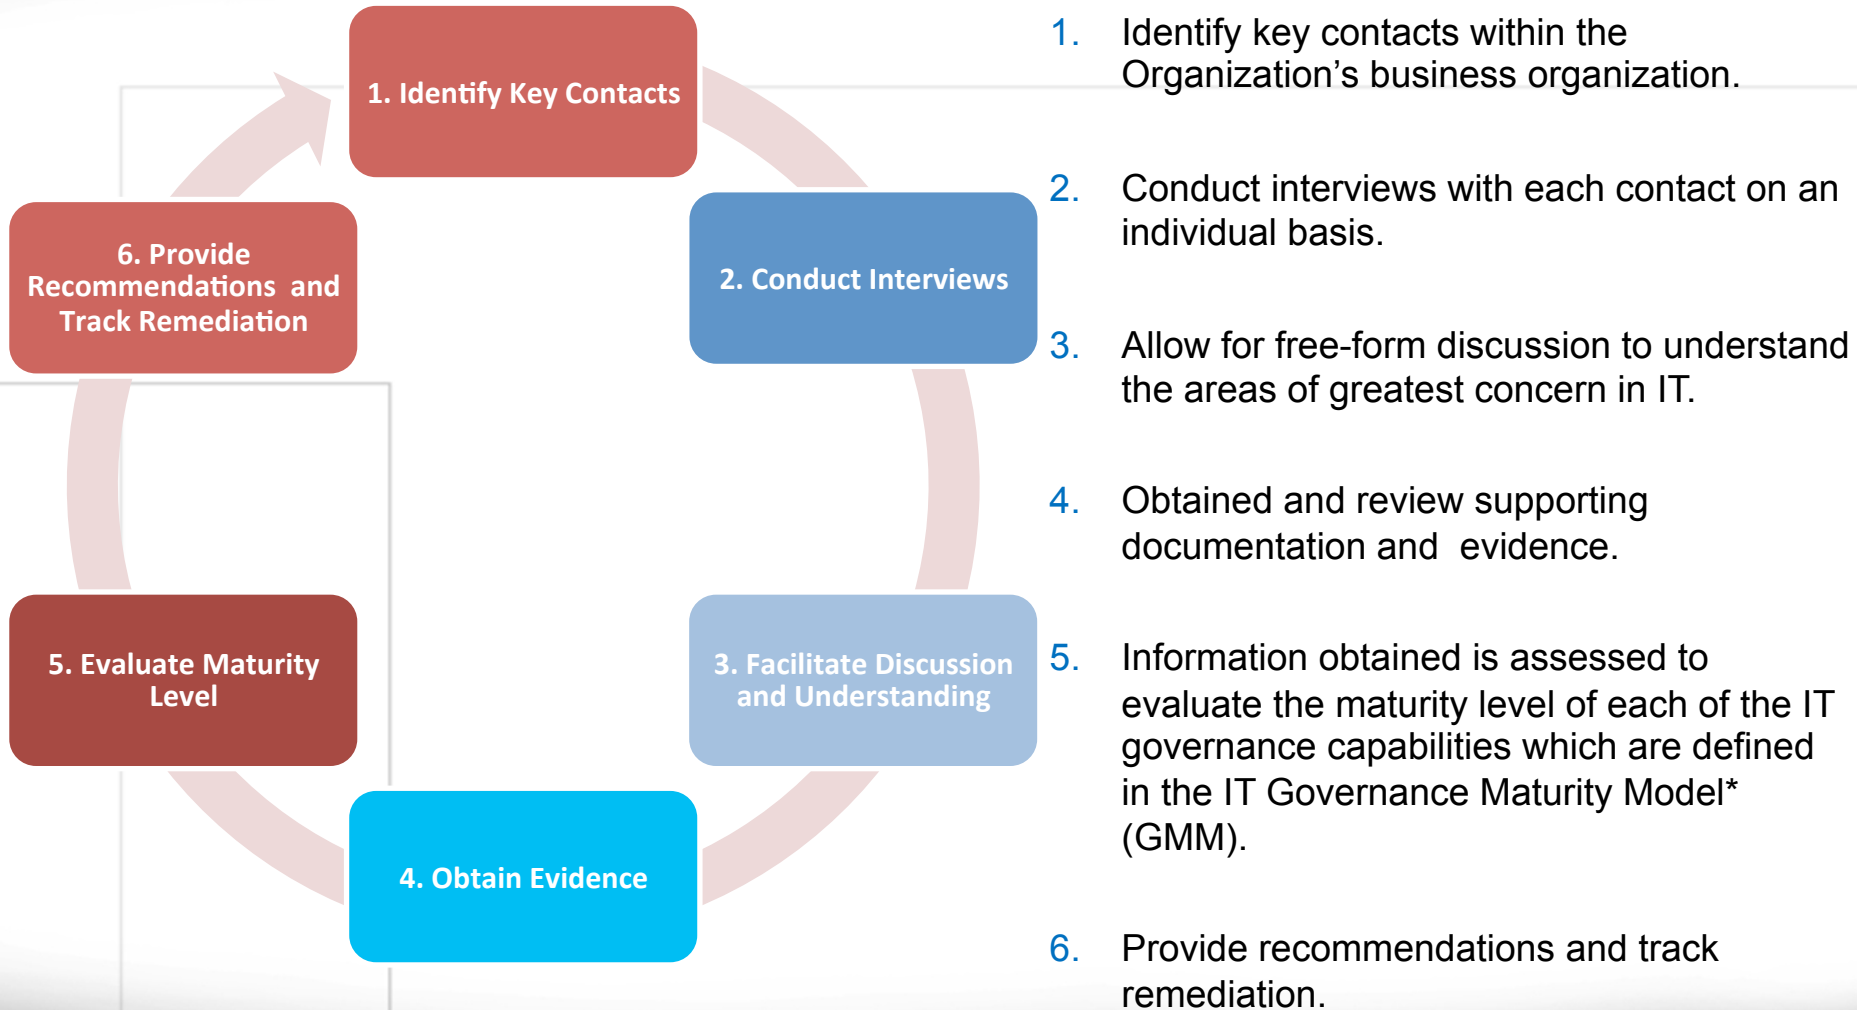 1. Identify Key Contacts
2. Conduct Interviews
3. Facilitate Discussion
and Understanding
4. Obtain Evidence
5. Evaluate Maturity
Level
6. Provide
Recommendations and
Track Remediation
1. Identify key contacts within the
Organization’s business organization.
2. Conduct interviews with each contact on an
individual basis.
3. Allow for free-form discussion to understand
the areas of greatest concern in IT.
4. Obtained and review supporting
documentation and evidence.
5. Information obtained is assessed to
evaluate the maturity level of each of the IT
governance capabilities which are defined
in the IT Governance Maturity Model*
(GMM).
6. Provide recommendations and track
remediation.